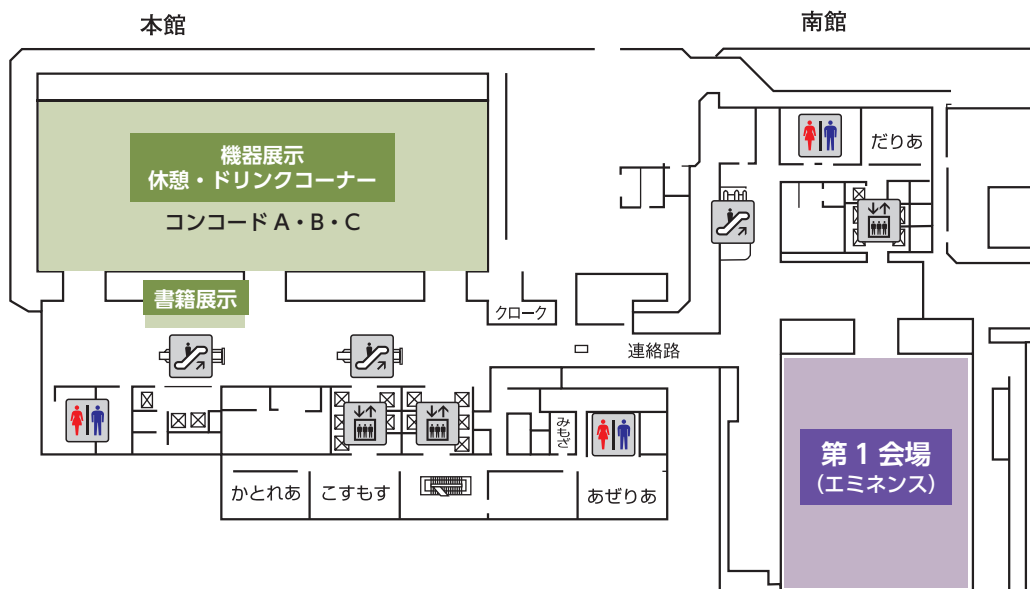 本館
南館
機器展示
休憩・ドリンクコーナー
コンコード A・B・C
書籍展示
クローク
連絡路
だりあ
みもざ
かとれあ
こすもす
あぜりあ
第 1 会場
(エミネンス)